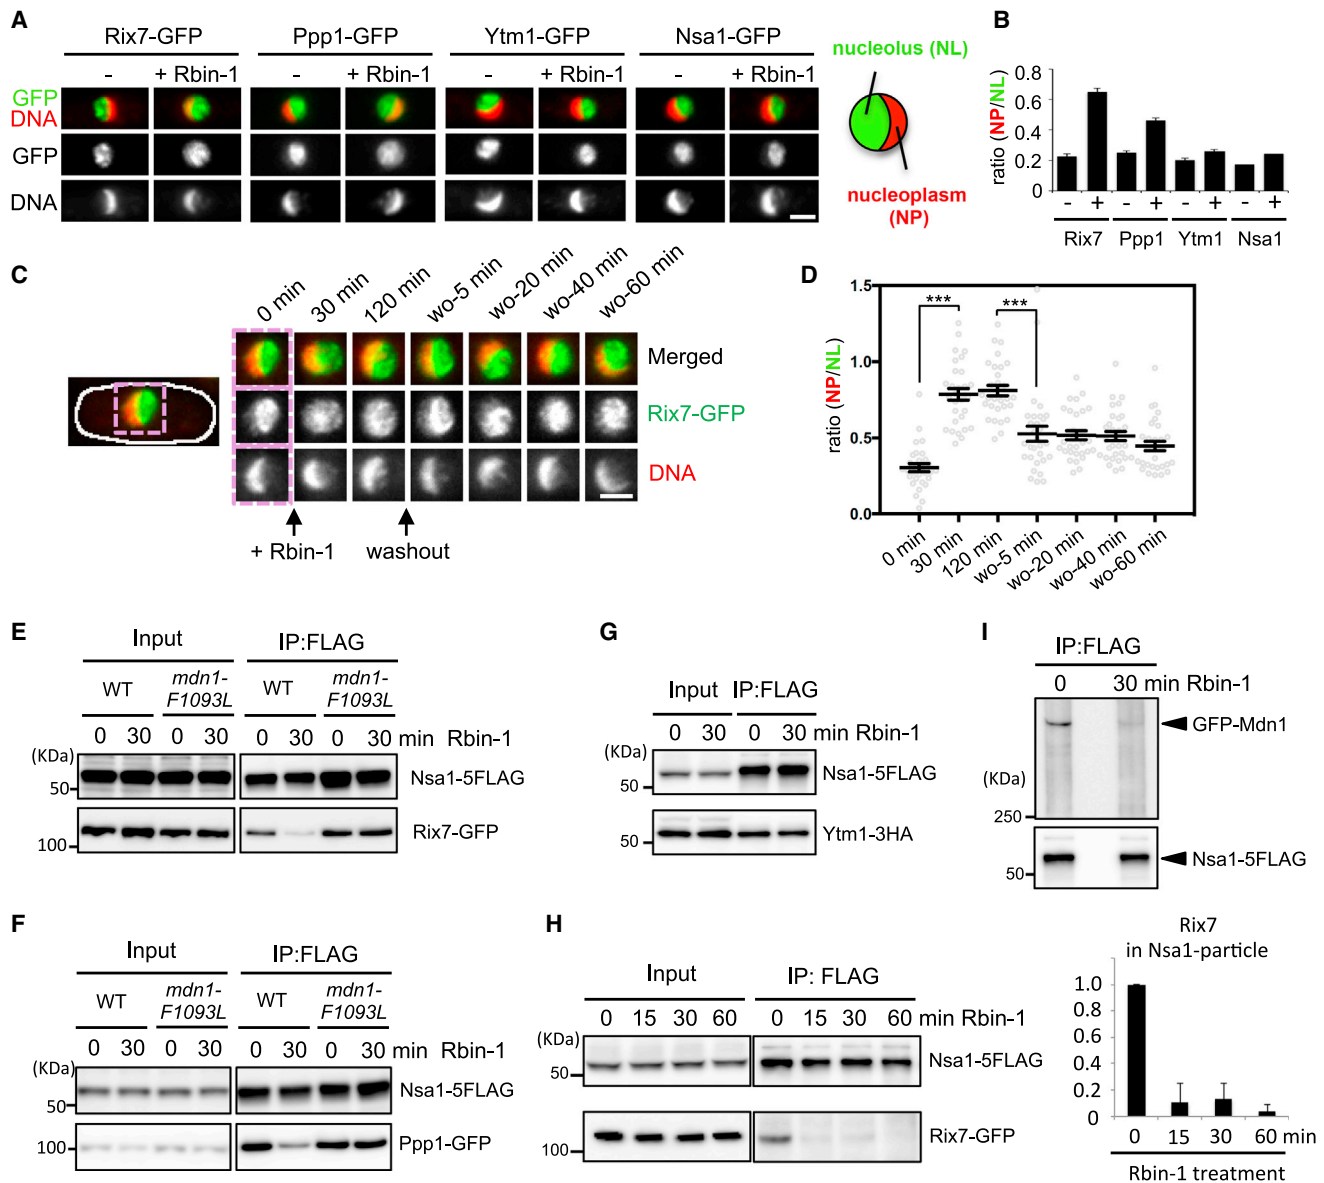 A
Rix7-GFP
Ppp1-GFP
Ytm1-GFP
Nsa1-GFP
- + Rbin-1 - + Rbin-1 - + Rbin-1 - + Rbin-1
GFP
DNA
GFP
DNA
nucleolus (NL)
nucleoplasm
(NP)
B
ratio (NP/NL)
0.8
0.6
0.4
0.2
0
- + - + - + - +
Rix7 Ppp1 Ytm1 Nsa1
C
0 min
30 min
120 min
wo-5 min
wo-20 min
wo-40 min
wo-60 min
Merged
Rix7-GFP
DNA
+ Rbin-1
washout
D
ratio (NP/NL)
1.5
1.0
0.5
0.0
***
***
0 min
30 min
120 min
wo-5 min
wo-20 min
wo-40 min
wo-60 min
E
Input
IP:FLAG
WT
mdn1-
F1093L
WT
mdn1-
F1093L
0 30 0 30 0 30 0 30 min Rbin-1
(KDa)
50
Nsa1-5FLAG
100
Rix7-GFP
F
Input
IP:FLAG
WT
mdn1-
F1093L
WT
mdn1-
F1093L
0 30 0 30 0 30 0 30 min Rbin-1
(KDa)
50
Nsa1-5FLAG
100
Ppp1-GFP
G
Input IP:FLAG
0 30 0 30 min Rbin-1
50
Nsa1-5FLAG
50
Ytm1-3HA
H
Input
IP: FLAG
0 15 30 60 0 15 30 60 min Rbin-1
(KDa)
50
Nsa1-5FLAG
100
Rix7-GFP
Rix7
in Nsa1-particle
1.0
0.8
0.6
0.4
0.2
0
0 15 30 60 min
Rbin-1 treatment
I
IP:FLAG
0 30 min Rbin-1
GFP-Mdn1
(KDa)
250
Nsa1-5FLAG
50